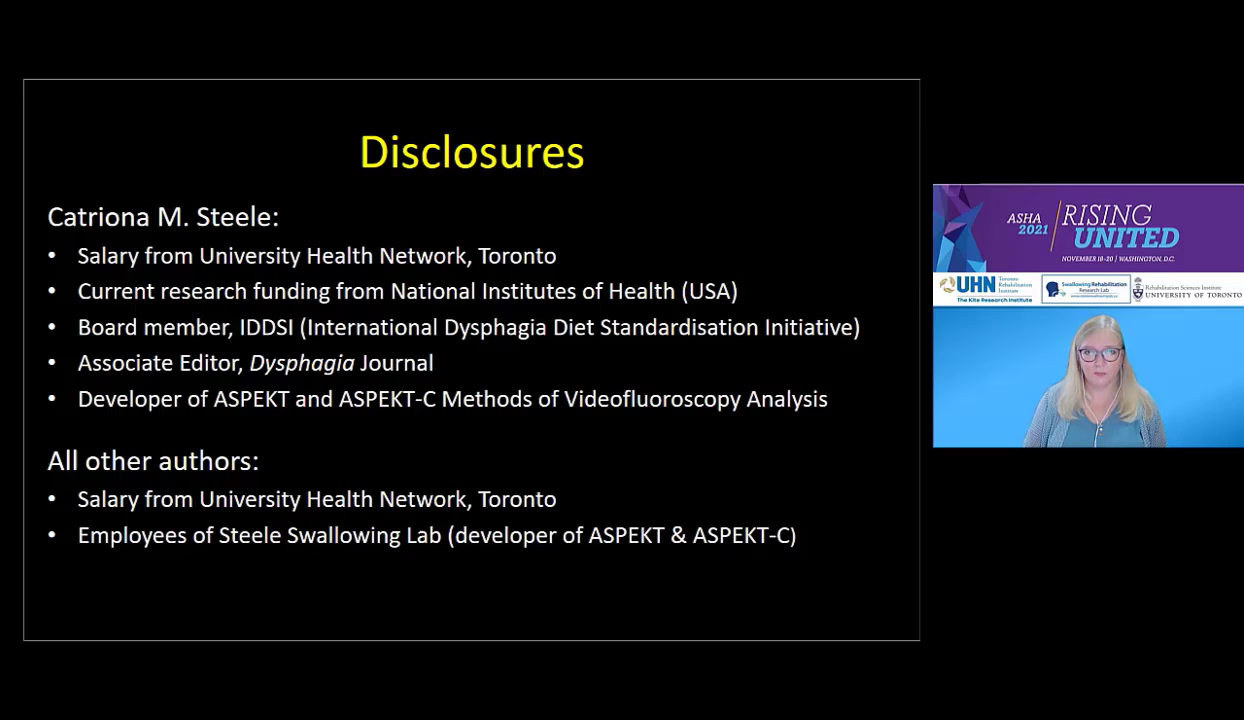 Disclosures
Catriona M. Steele:
• Salary from University Health Network, Toronto
• Current research funding from National Institutes of Health (USA)
• Board member, IDDSI (International Dysphagia Diet Standardisation Initiative)
• Associate Editor, Dysphagia Journal
• Developer of ASPEKT and ASPEKT-C Methods of Videofluoroscopy Analysis
All other authors:
• Salary from University Health Network, Toronto
• Employees of Steele Swallowing Lab (developer of ASPEKT & ASPEKT-C)
ASHA 2021 RISING
UNITED
NOVEMBER 18-20 | WASHINGTON, D.C.
UHN Toronto Rehabilitation Institute
The Kite Research Institute
Swallowing Rehabilitation
Research Lab
Rehabilitation Sciences Institute
UNIVERSITY OF TORONTO